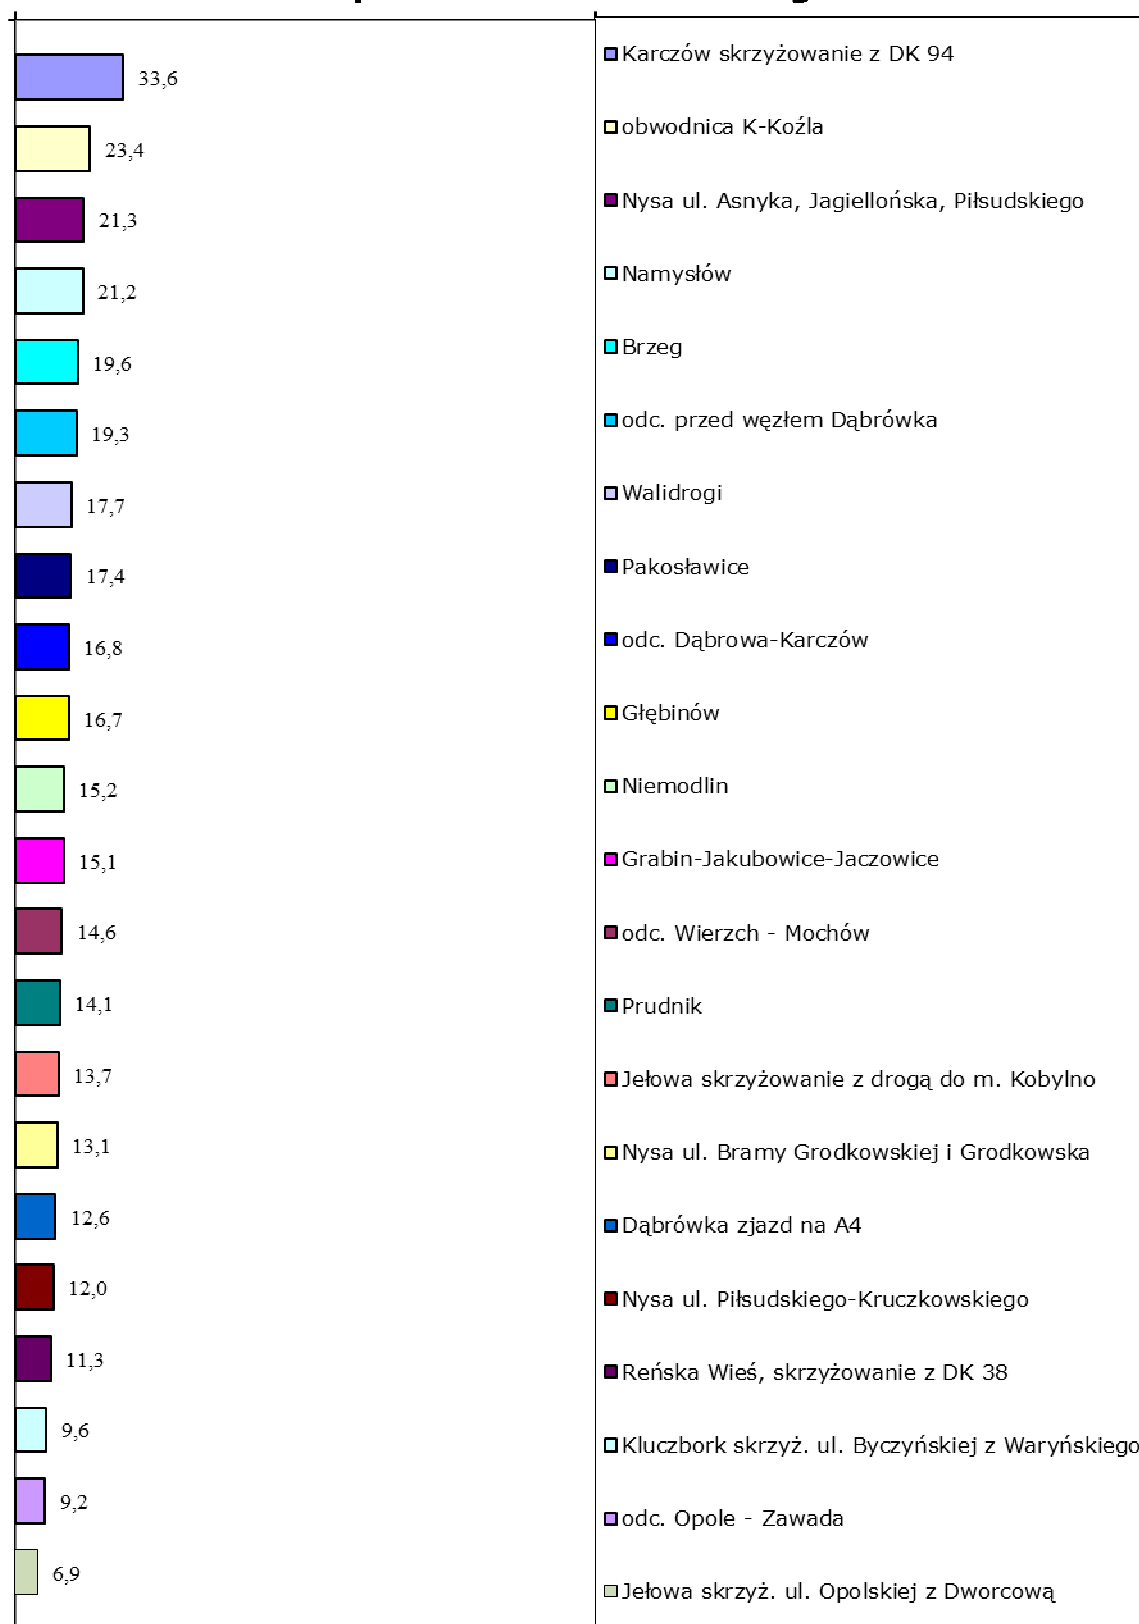 33,6
Karczów skrzyżowanie z DK 94
23,4
obwodnica K-Koźla
21,3
Nysa ul. Asnyka, Jagiellońska, Piłsudskiego
21,2
Namysłów
19,6
Brzeg
19,3
odc. przed węzłem Dąbrówka
17,7
Walidrogi
17,4
Pakosławice
16,8
odc. Dąbrowa-Karczów
16,7
Głębinów
15,2
Niemodlin
15,1
Grabin-Jakubowice-Jaczowice
14,6
odc. Wierzch - Mochów
14,1
Prudnik
13,7
Jełowa skrzyżowanie z drogą do m. Kobylno
13,1
Nysa ul. Bramy Grodkowskiej i Grodkowska
12,6
Dąbrówka zjazd na A4
12,0
Nysa ul. Piłsudskiego-Kruczkowskiego
11,3
Reńska Wieś, skrzyżowanie z DK 38
9,6
Kluczbork skrzyż. ul. Byczyńskiej z Waryńskiego
9,2
odc. Opole - Zawada
6,9
Jełowa skrzyż. ul. Opolskiej z Dworcową